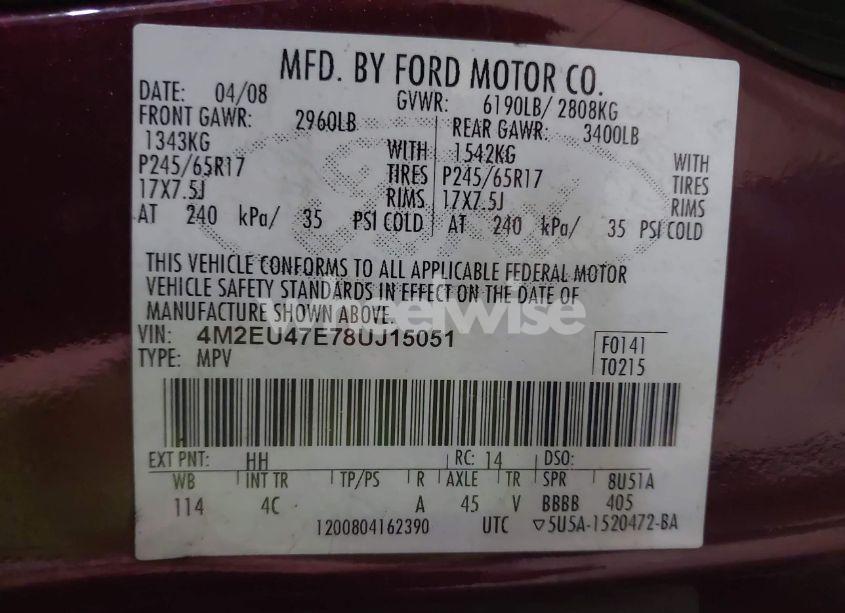 MFD. BY FORD MOTOR CO.
DATE: 04/08 GVWR: 6190LB/ 2808KG
FRONT GAWR: 2960LB REAR GAWR: 3400LB
1343KG WITH 1542KG WITH
P245/65R17 TIRES P245/65R17 TIRES
17X7.5J RIMS 17X7.5J RIMS
AT 240 kPa/ 35 PSI COLD AT 240 kPa/ 35 PSI COLD
THIS VEHICLE CONFORMS TO ALL APPLICABLE FEDERAL MOTOR
VEHICLE SAFETY STANDARDS IN EFFECT ON THE DATE OF
MANUFACTURE SHOWN ABOVE.
wheelwise
VIN: 4M2EU47E78UJ15051 F0141
TYPE: MPV T0215
EXT PNT: HH RC: 14 DSO:
WB INT TR TP/PS R AXLE TR SPR 8U51A
114 4C A 45 V BBBB 405
1200804162390 UTC ▽5U5A-1520472-BA